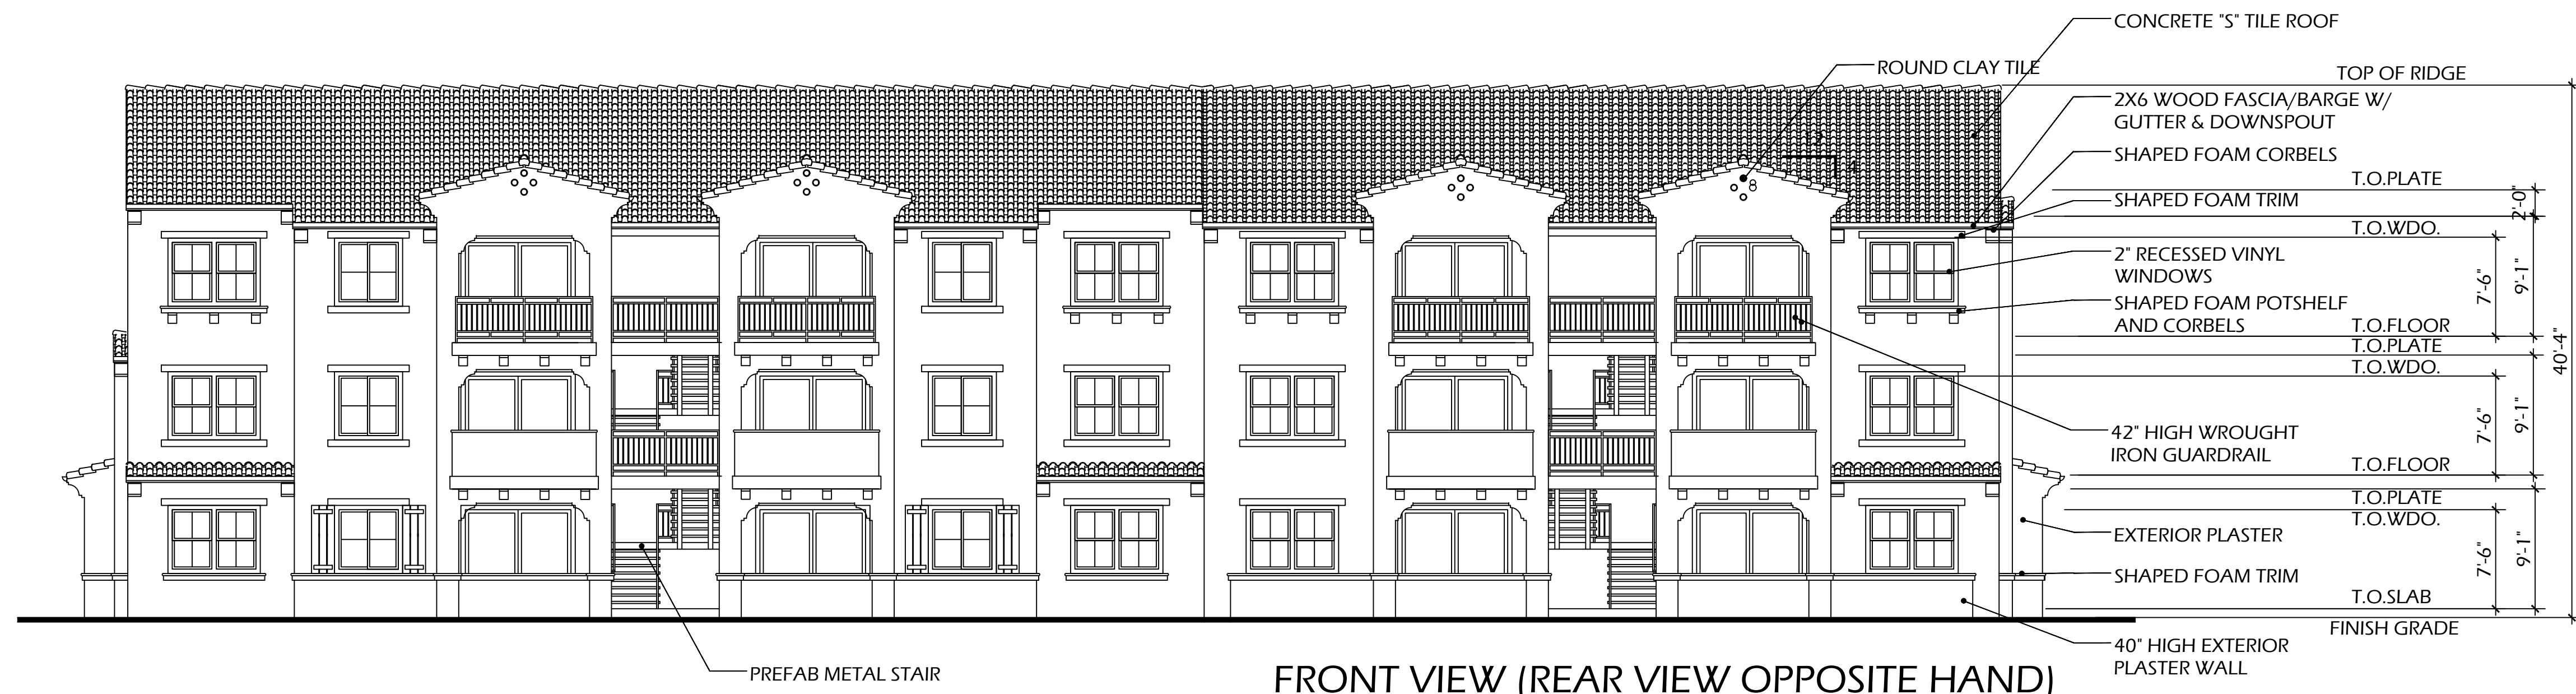 CONCRETE "S" TILE ROOF
ROUND CLAY TILE
TOP OF RIDGE
2X6 WOOD FASCIA/BARGE W/
GUTTER & DOWNSPOUT
12
4
SHAPED FOAM CORBELS
T.O.PLATE
SHAPED FOAM TRIM
2'-0"
T.O.WDO.
2" RECESSED VINYL
WINDOWS
7'-6"
9'-1"
SHAPED FOAM POTSHELF
AND CORBELS
T.O.FLOOR
T.O.PLATE
40'-4"
T.O.WDO.
7'-6"
9'-1"
42" HIGH WROUGHT
IRON GUARDRAIL
T.O.FLOOR
T.O.PLATE
T.O.WDO.
EXTERIOR PLASTER
7'-6"
9'-1"
SHAPED FOAM TRIM
T.O.SLAB
FINISH GRADE
40" HIGH EXTERIOR
PLASTER WALL
PREFAB METAL STAIR
FRONT VIEW (REAR VIEW OPPOSITE HAND)